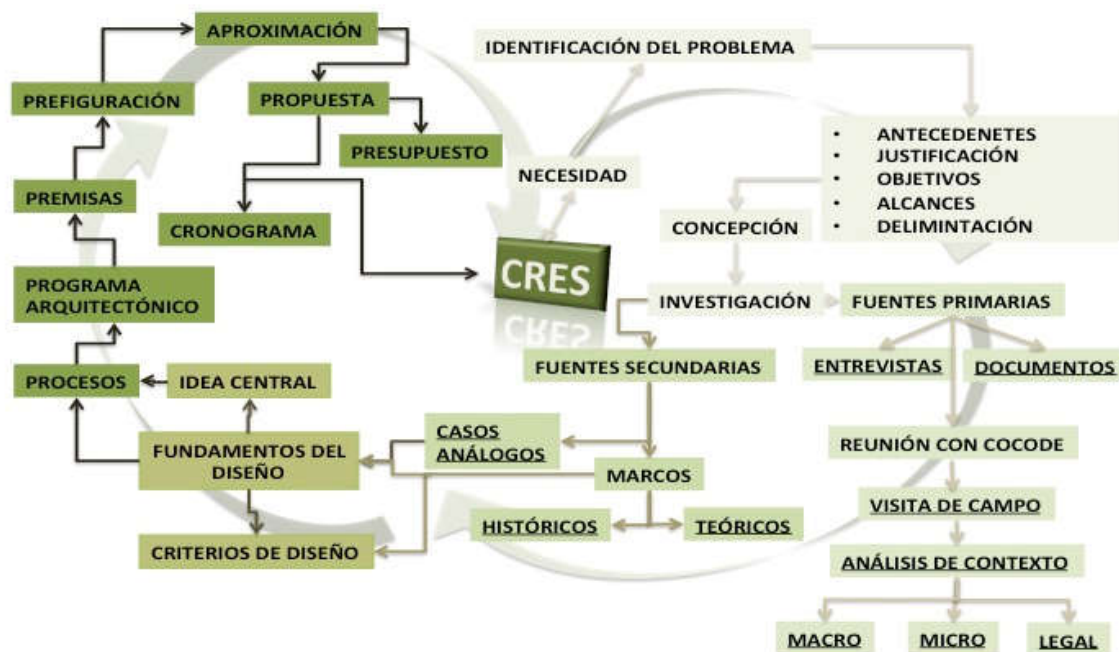 APROXIMACIÓN
IDENTIFICACIÓN DEL PROBLEMA
PREFIGURACIÓN
PROPUESTA
PRESUPUESTO
• ANTECEDENETES
• JUSTIFICACIÓN
• OBJETIVOS
• ALCANCES
• DELIMINTACIÓN
NECESIDAD
PREMISAS
CRONOGRAMA
CONCEPCIÓN
CRES
PROGRAMA
ARQUITECTÓNICO
INVESTIGACIÓN
FUENTES PRIMARIAS
FUENTES SECUNDARIAS
ENTREVISTAS
DOCUMENTOS
PROCESOS
IDEA CENTRAL
CASOS
ANÁLOGOS
FUNDAMENTOS DEL
DISEÑO
REUNIÓN CON COCODE
MARCOS
VISITA DE CAMPO
HISTÓRICOS
TEÓRICOS
CRITERIOS DE DISEÑO
ANÁLISIS DE CONTEXTO
MACRO
MICRO
LEGAL